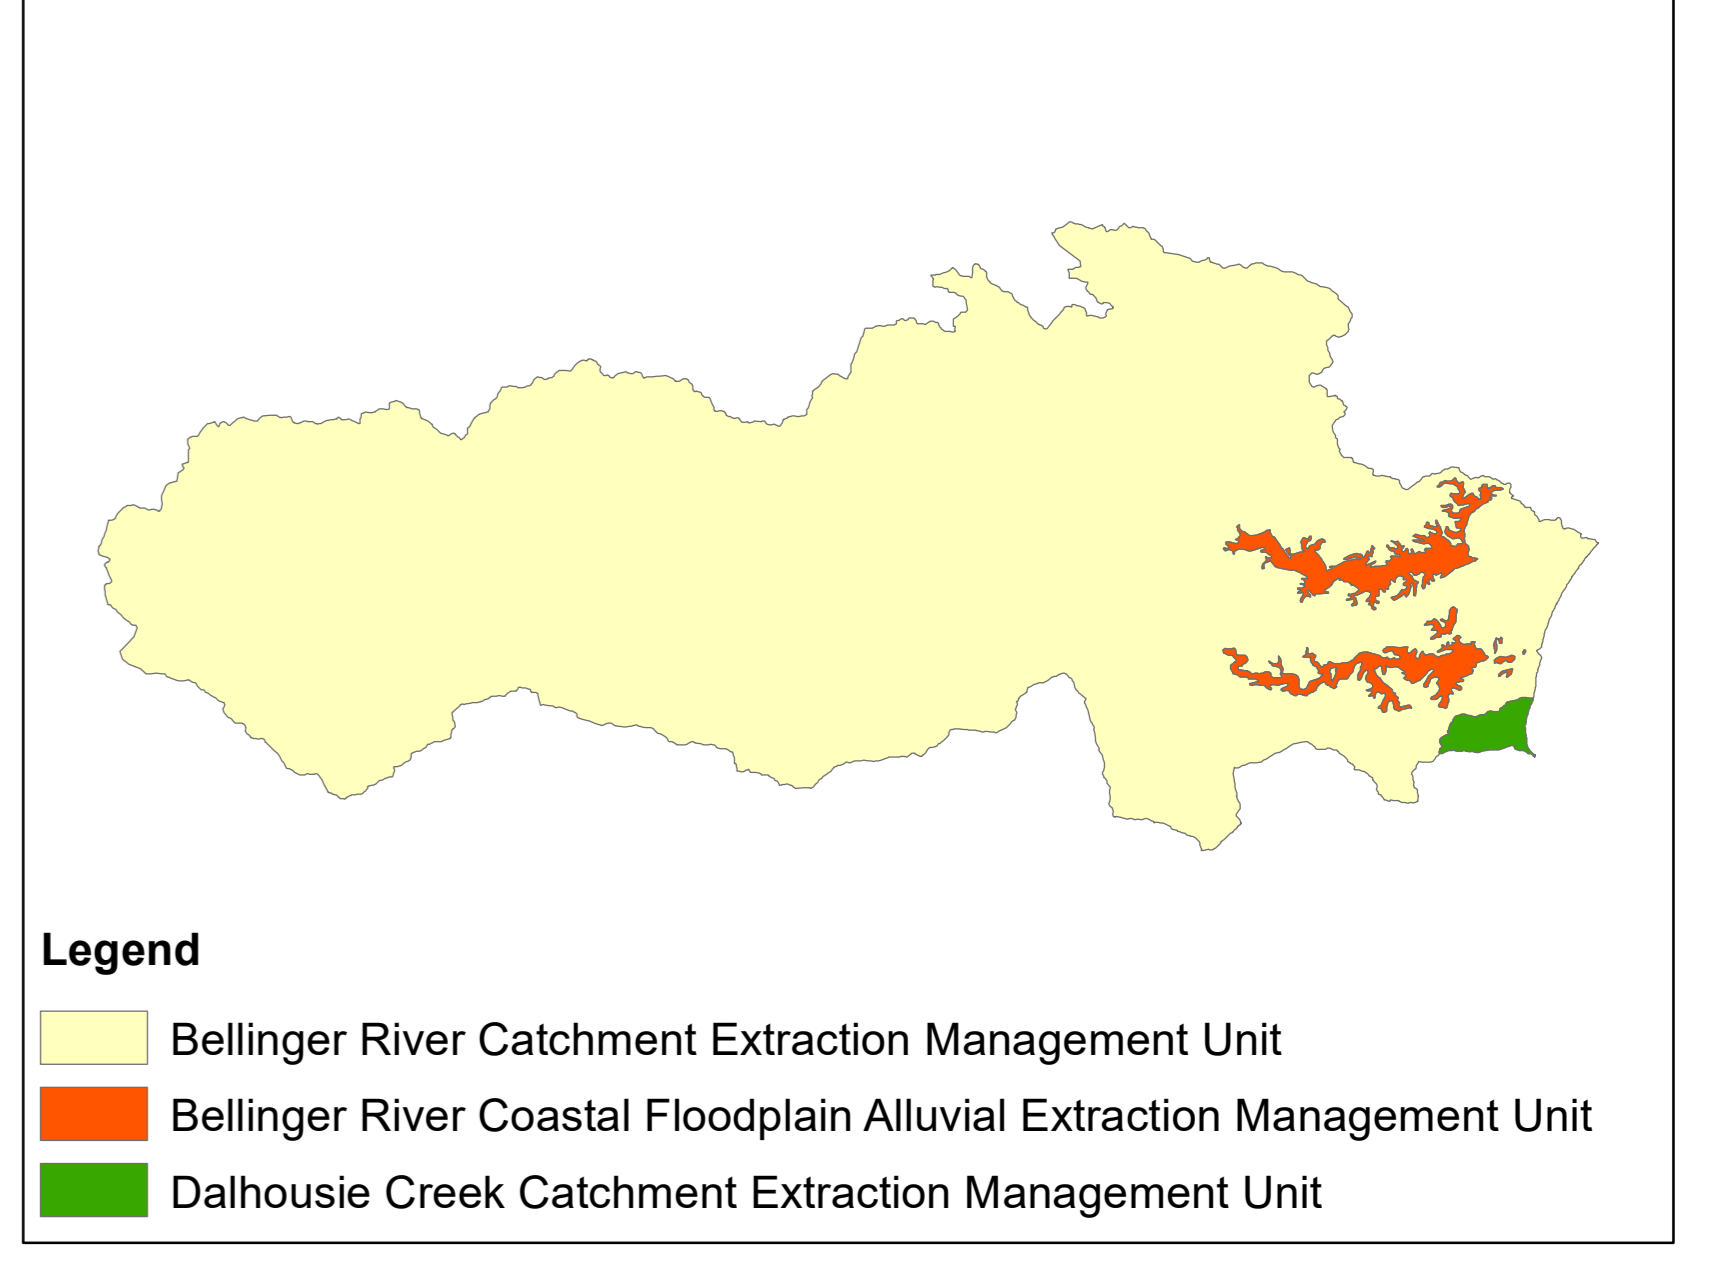 Legend
Bellinger River Catchment Extraction Management Unit
Bellinger River Coastal Floodplain Alluvial Extraction Management Unit
Dalhousie Creek Catchment Extraction Management Unit